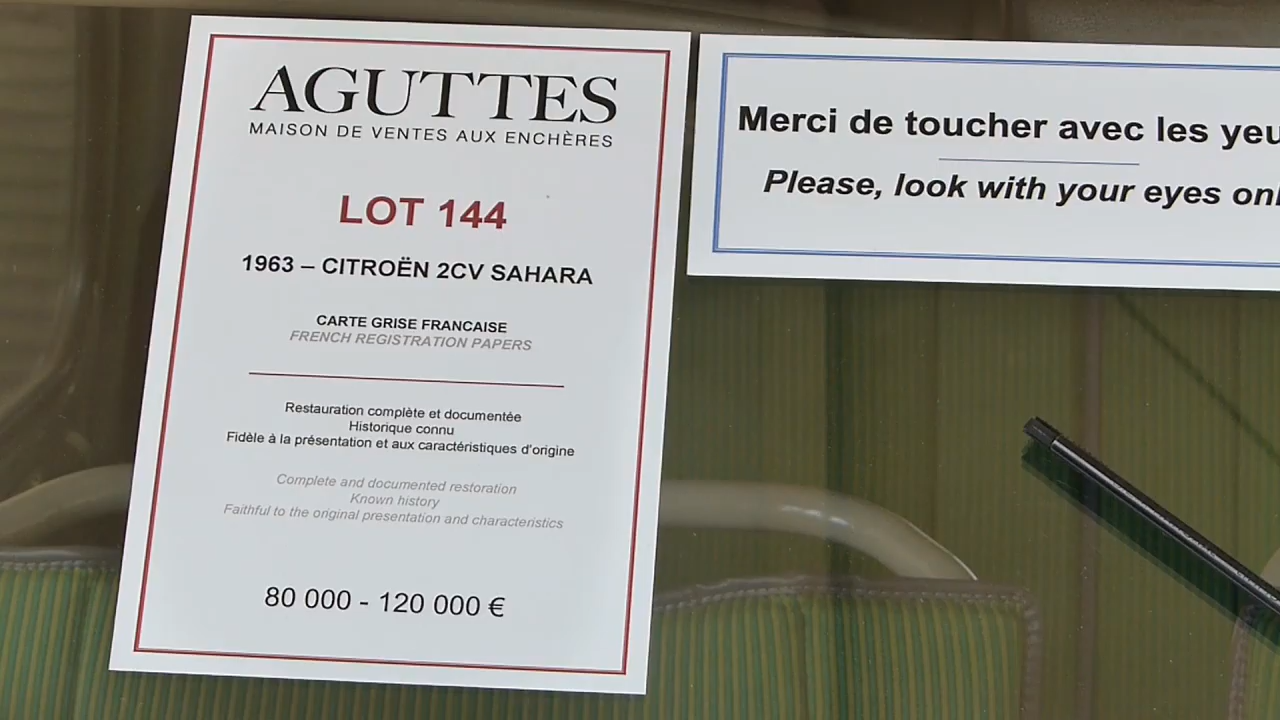 AGUTTES
MAISON DE VENTES AUX ENCHÈRES
LOT 144
1963 – CITROËN 2CV SAHARA
CARTE GRISE FRANCAISE
FRENCH REGISTRATION PAPERS
Restauration complète et documentée
Historique connu
Fidèle à la présentation et aux caractéristiques d'origine
Complete and documented restoration
Known history
Faithful to the original presentation and characteristics
80 000 - 120 000 €
Merci de toucher avec les
Please, look with your eyes